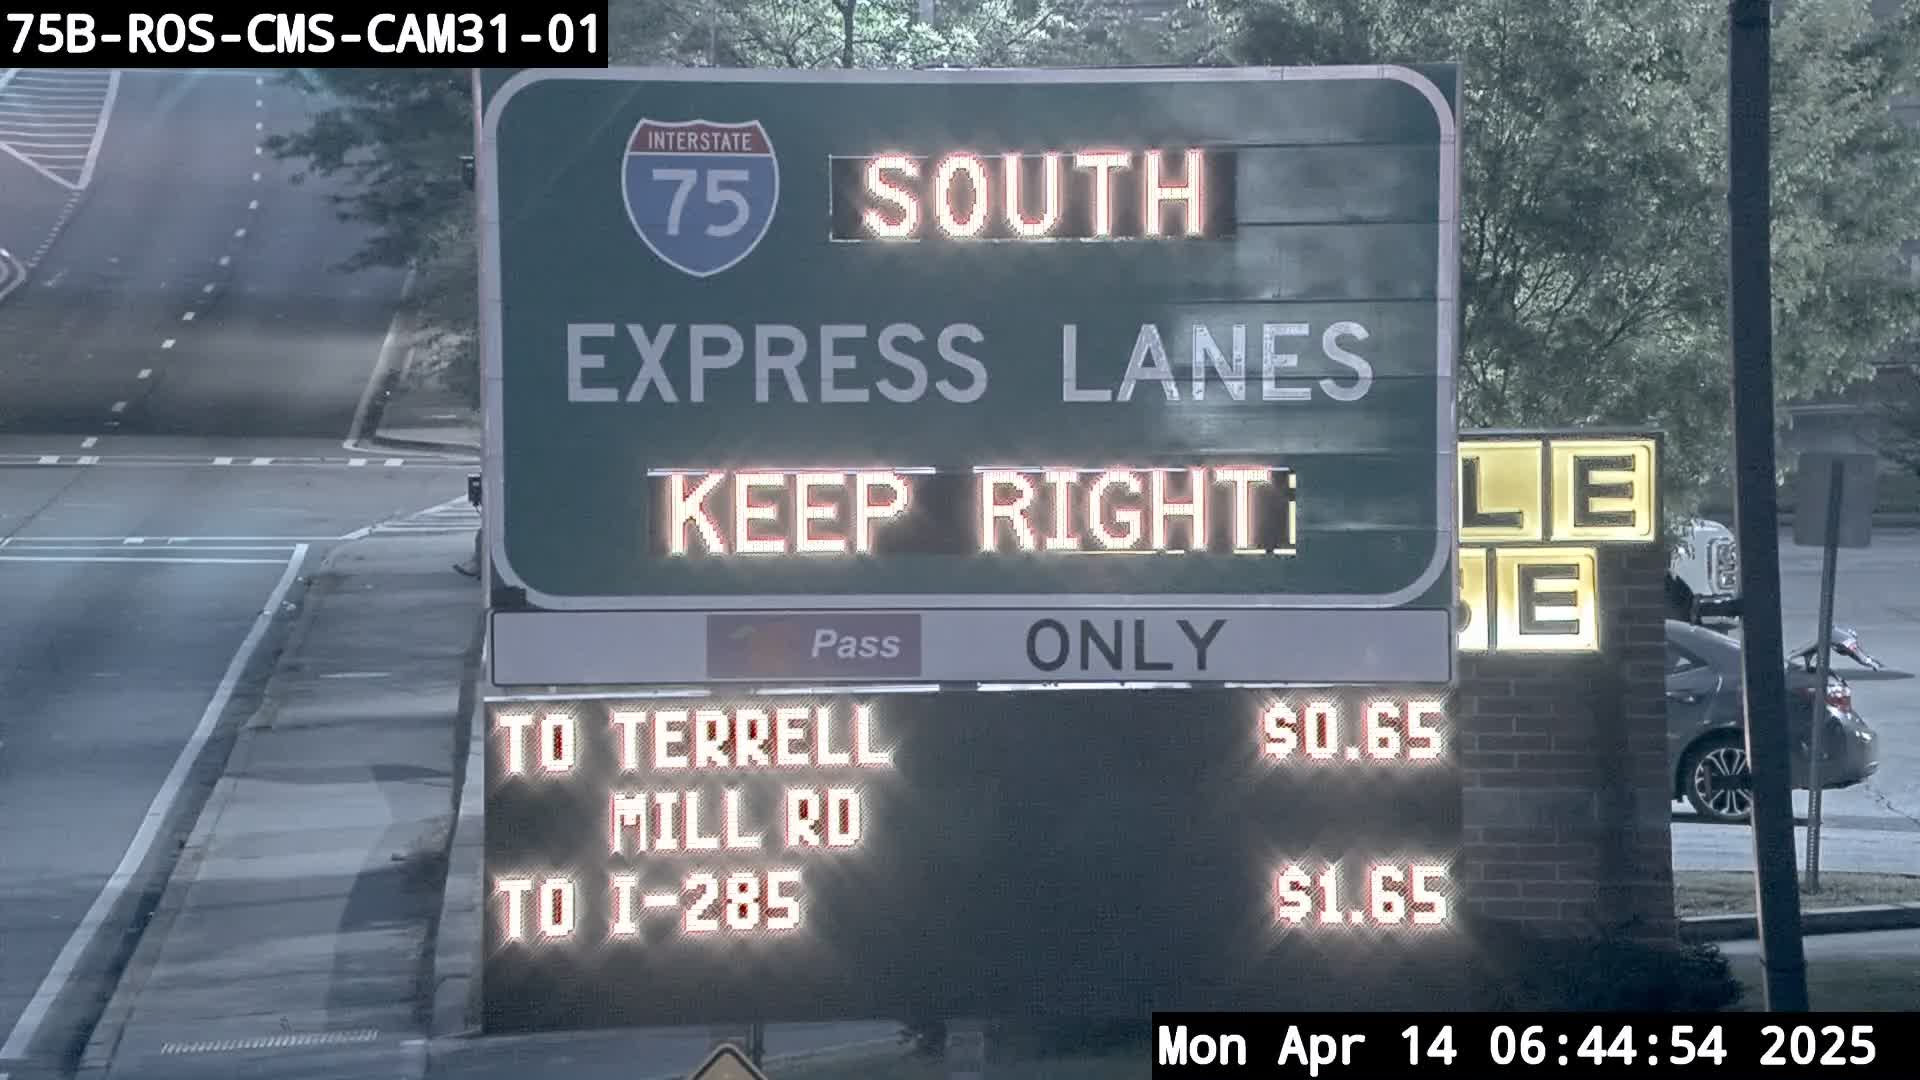 75B-ROS-CMS-CAM31-01
INTERSTATE
75
SOUTH
EXPRESS LANES
KEEP RIGHT
Pass ONLY
TO TERRELL $0.65
MILL RD
TO I-285 $1.65
LE
E
Mon Apr 14 06:44:54 2025